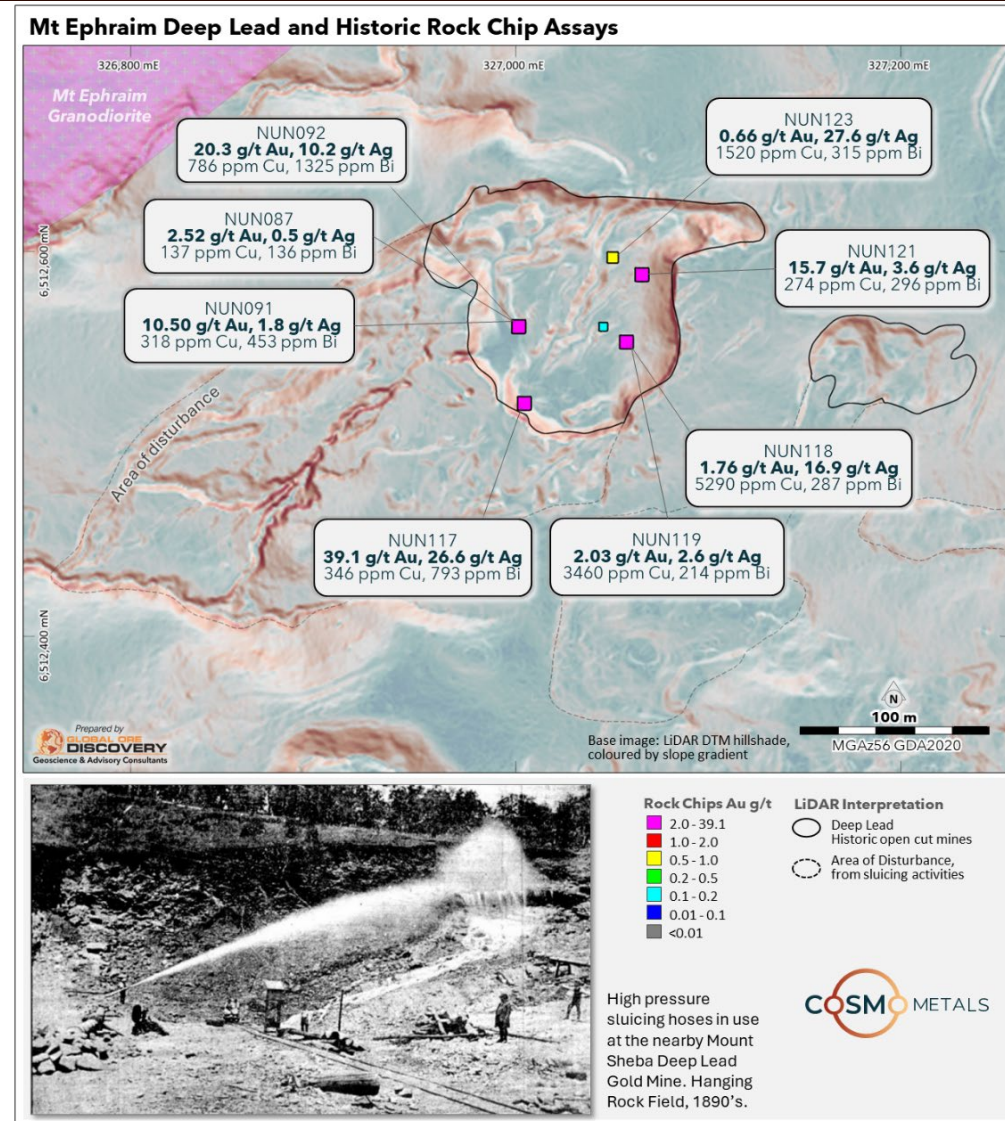 Mt Ephraim Deep Lead and Historic Rock Chip Assays
326,800 mE
327,000 mE
327,200 mE
Mt Ephraim
Granodiorite
NUN092
20.3 g/t Au, 10.2 g/t Ag
786 ppm Cu, 1325 ppm Bi
NUN123
0.66 g/t Au, 27.6 g/t Ag
1520 ppm Cu, 315 ppm Bi
NUN087
2.52 g/t Au, 0.5 g/t Ag
137 ppm Cu, 136 ppm Bi
6,512,600 mN
NUN121
15.7 g/t Au, 3.6 g/t Ag
274 ppm Cu, 296 ppm Bi
NUN091
10.50 g/t Au, 1.8 g/t Ag
318 ppm Cu, 453 ppm Bi
Area of disturbance
NUN118
1.76 g/t Au, 16.9 g/t Ag
5290 ppm Cu, 287 ppm Bi
NUN117
39.1 g/t Au, 26.6 g/t Ag
346 ppm Cu, 793 ppm Bi
NUN119
2.03 g/t Au, 2.6 g/t Ag
3460 ppm Cu, 214 ppm Bi
6,512,400 mN
N
100 m
MGAz56 GDA2020
Prepared by
GLOBAL ORE
DISCOVERY
Geoscience & Advisory Consultants
Base image: LiDAR DTM hillshade,
coloured by slope gradient
Rock Chips Au g/t
2.0 - 39.1
1.0 - 2.0
0.5 - 1.0
0.2 - 0.5
0.1 - 0.2
0.01 - 0.1
<0.01
LiDAR Interpretation
Deep Lead
Historic open cut mines
Area of Disturbance,
from sluicing activities
High pressure
sluicing hoses in use
at the nearby Mount
Sheba Deep Lead
Gold Mine. Hanging
Rock Field, 1890's.
COSMO METALS